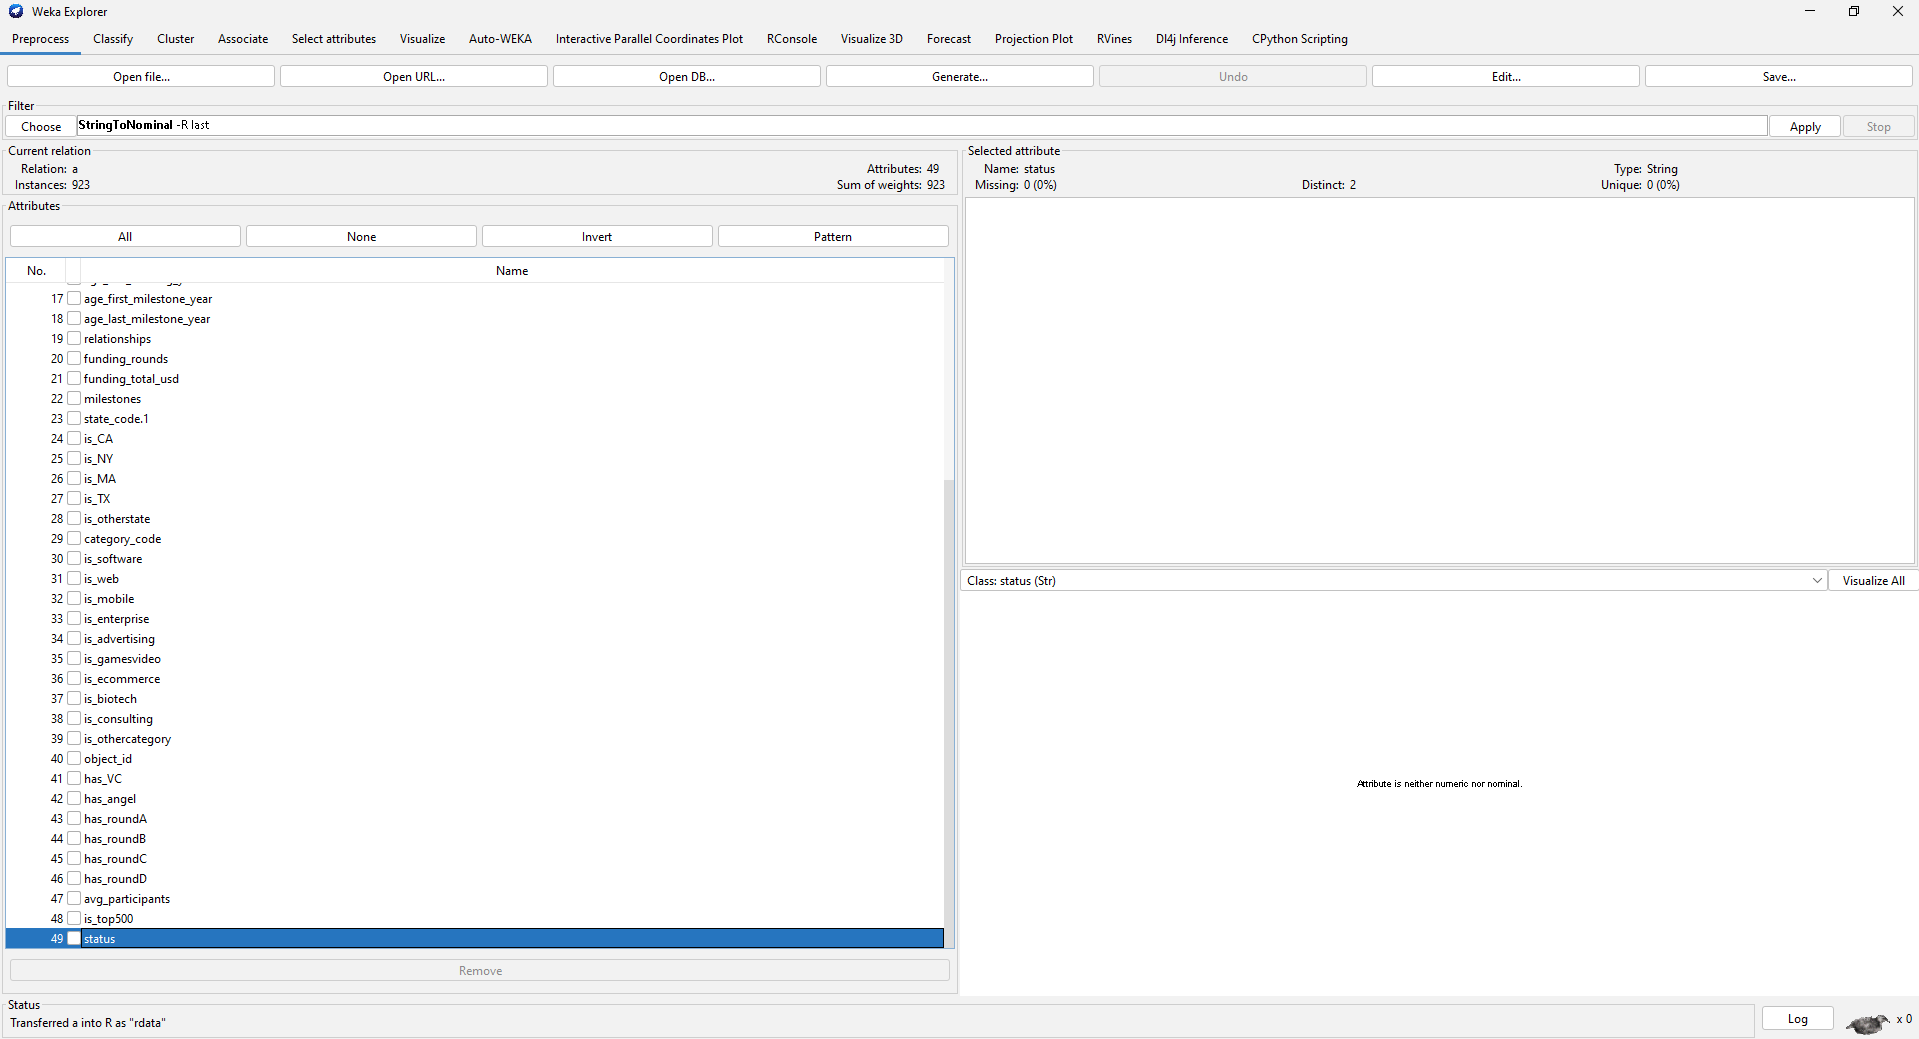 Weka Explorer
Preprocess Classify Cluster Associate Select attributes Visualize Auto-WEKA Interactive Parallel Coordinates Plot RConsole Visualize 3D Forecast Projection Plot RVines Dl4j Inference CPython Scripting
Open file... Open URL... Open DB... Generate... Undo Edit... Save...
Filter
Choose StringToNominal -R last Apply Stop
Current relation
Relation: a Attributes: 49
Instances: 923 Sum of weights: 923
Attributes
All None Invert Pattern
No. Name
17 age_first_milestone_year
18 age_last_milestone_year
19 relationships
20 funding_rounds
21 funding_total_usd
22 milestones
23 state_code.1
24 is_CA
25 is_NY
26 is_MA
27 is_TX
28 is_otherstate
29 category_code
30 is_software
31 is_web
32 is_mobile
33 is_enterprise
34 is_advertising
35 is_gamesvideo
36 is_ecommerce
37 is_biotech
38 is_consulting
39 is_othercategory
40 object_id
41 has_VC
42 has_angel
43 has_roundA
44 has_roundB
45 has_roundC
46 has_roundD
47 avg_participants
48 is_top500
49 status
Remove
Selected attribute
Name: status Type: String
Missing: 0 (0%) Distinct: 2 Unique: 0 (0%)
Class: status (Str) Visualize All
Attribute is neither numeric nor nominal.
Status
Transferred a into R as "rdata"
Log x 0